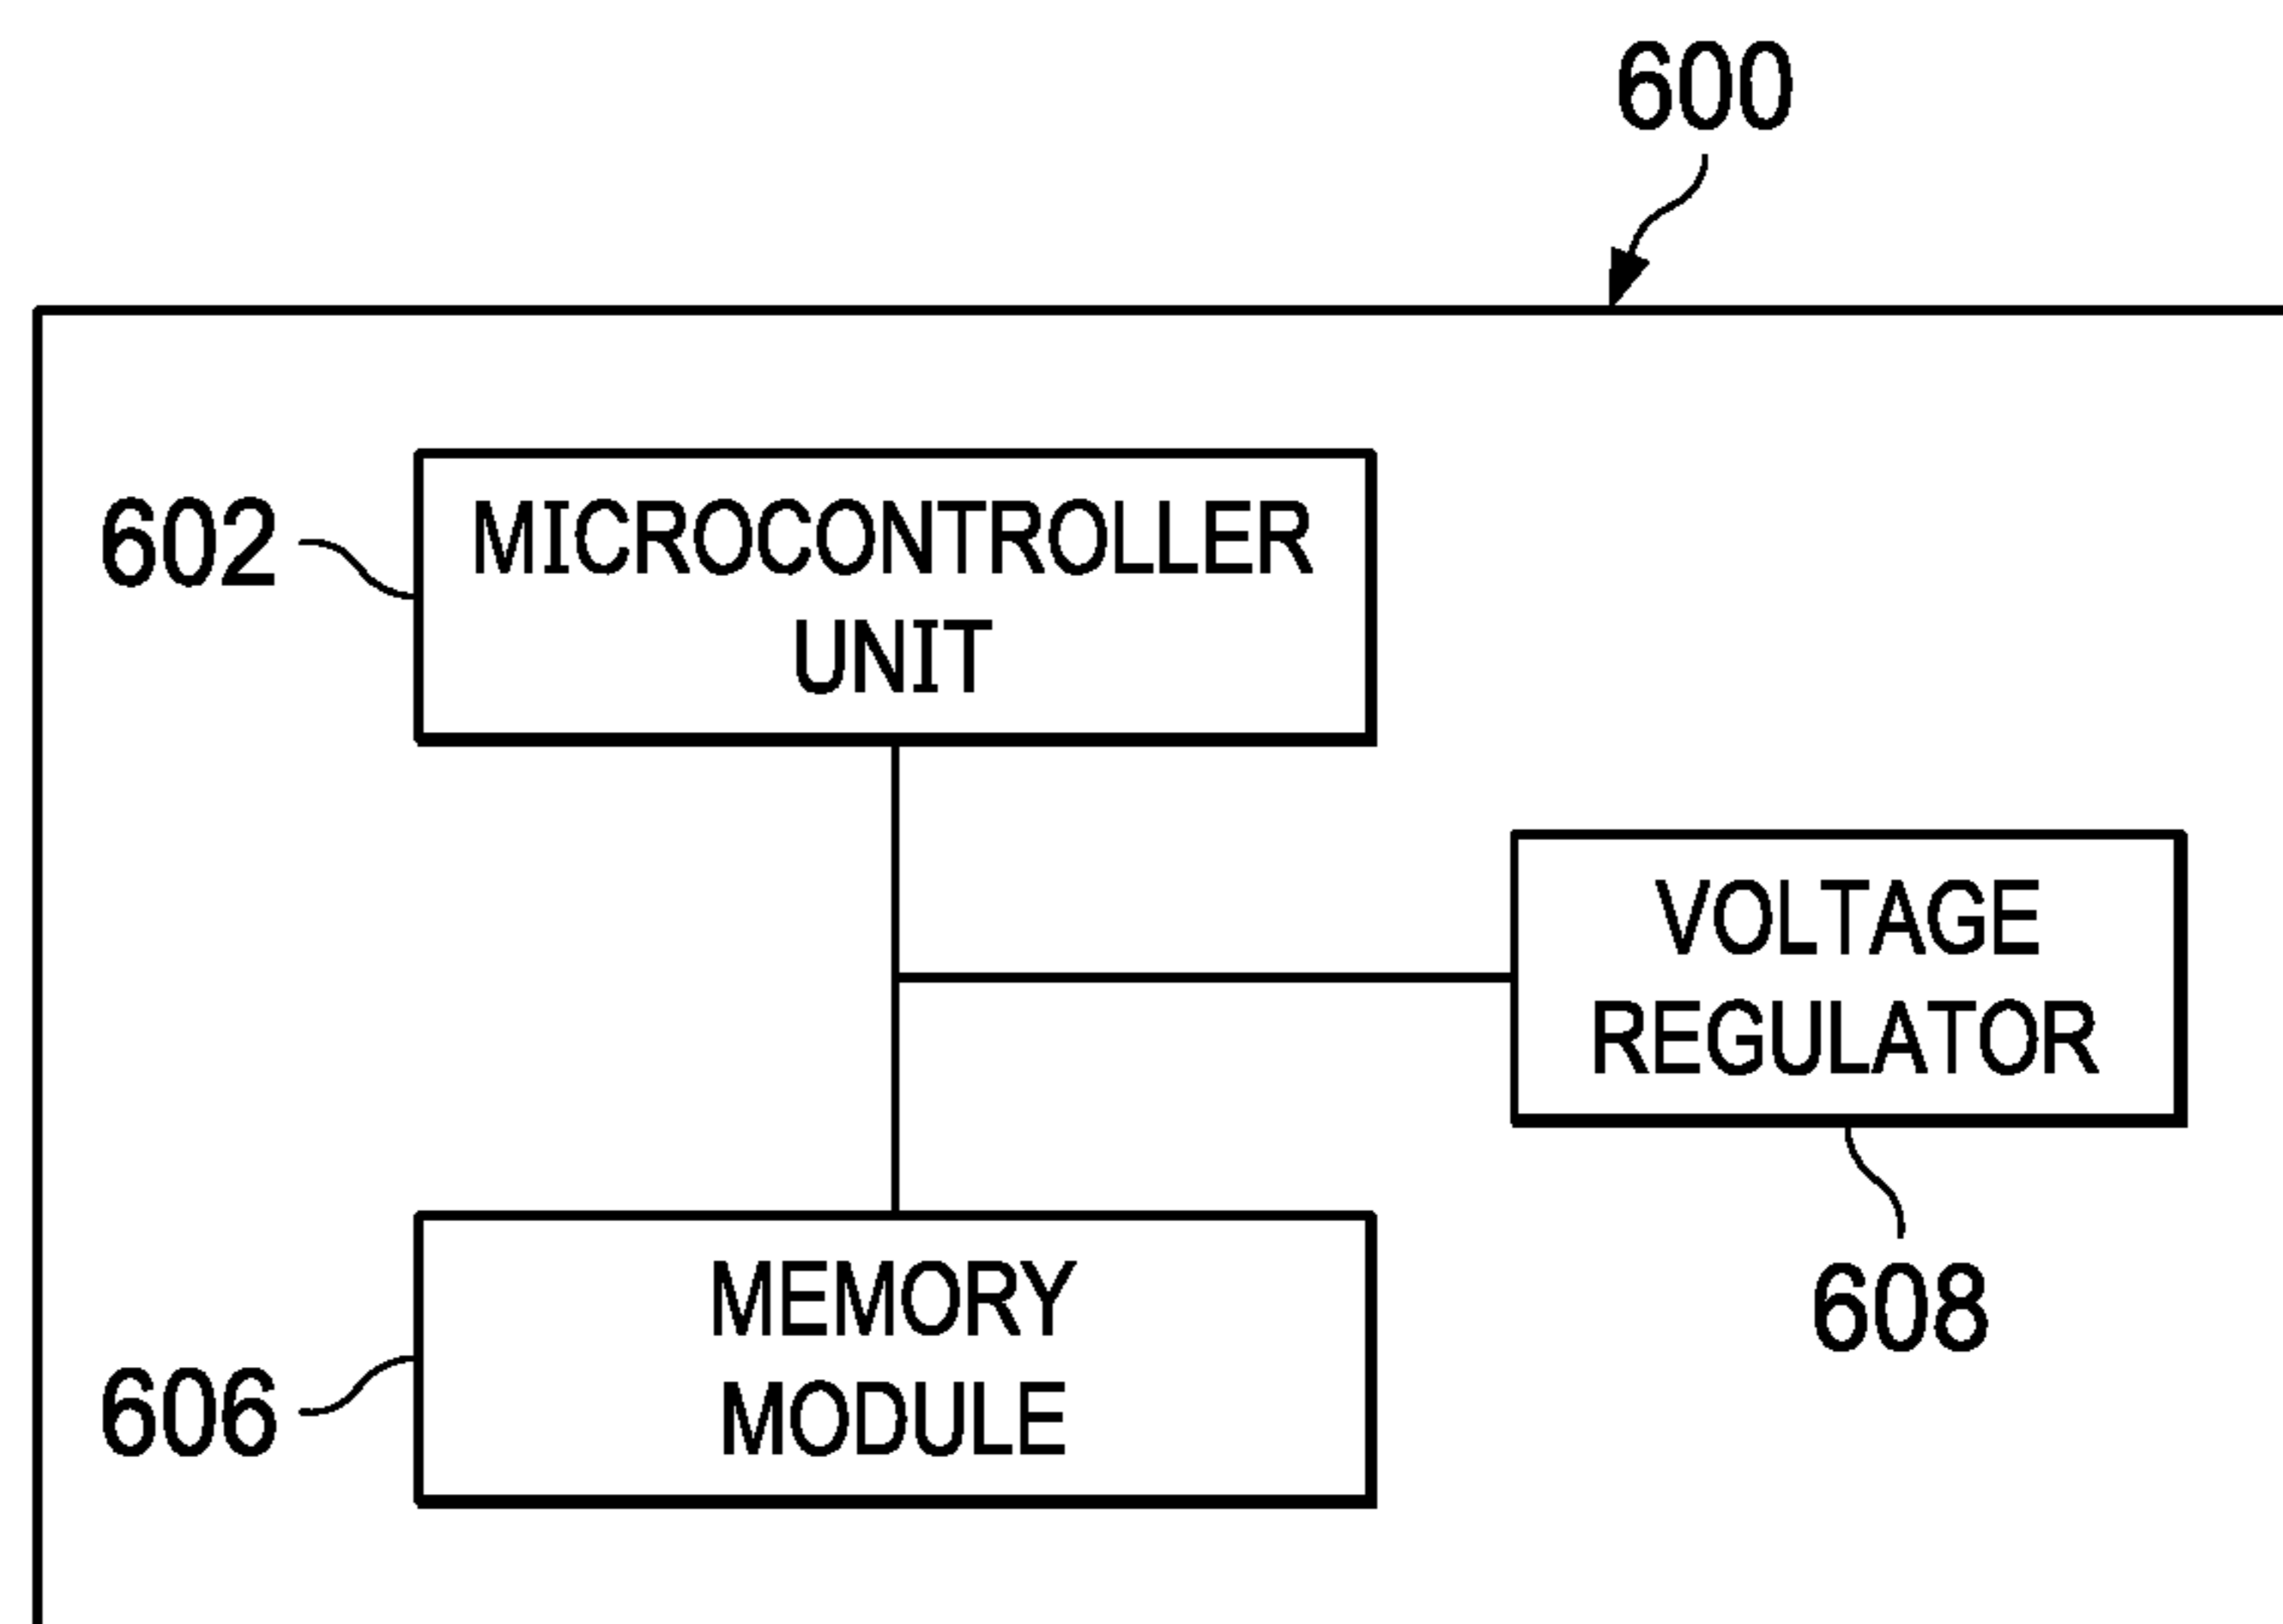 600
602
MICROCONTROLLER
UNIT
VOLTAGE
REGULATOR
608
MEMORY
MODULE
606